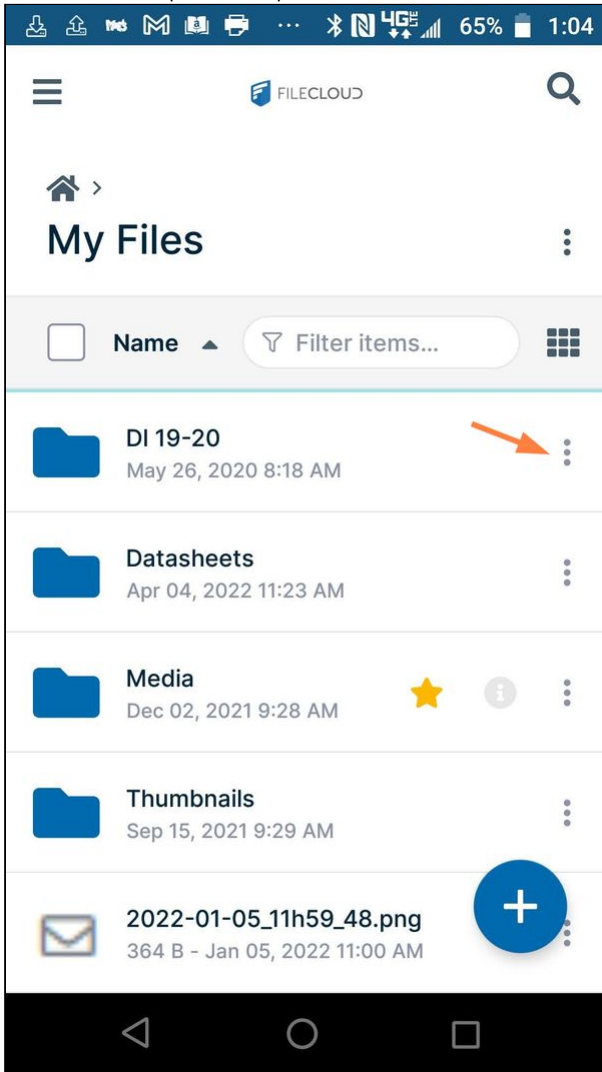 4G LTE 65% 1:04
FILECLOUD
My Files
Name Filter items...
DI 19-20
May 26, 2020 8:18 AM
Datasheets
Apr 04, 2022 11:23 AM
Media
Dec 02, 2021 9:28 AM
Thumbnails
Sep 15, 2021 9:29 AM
2022-01-05_11h59_48.png
364 B - Jan 05, 2022 11:00 AM